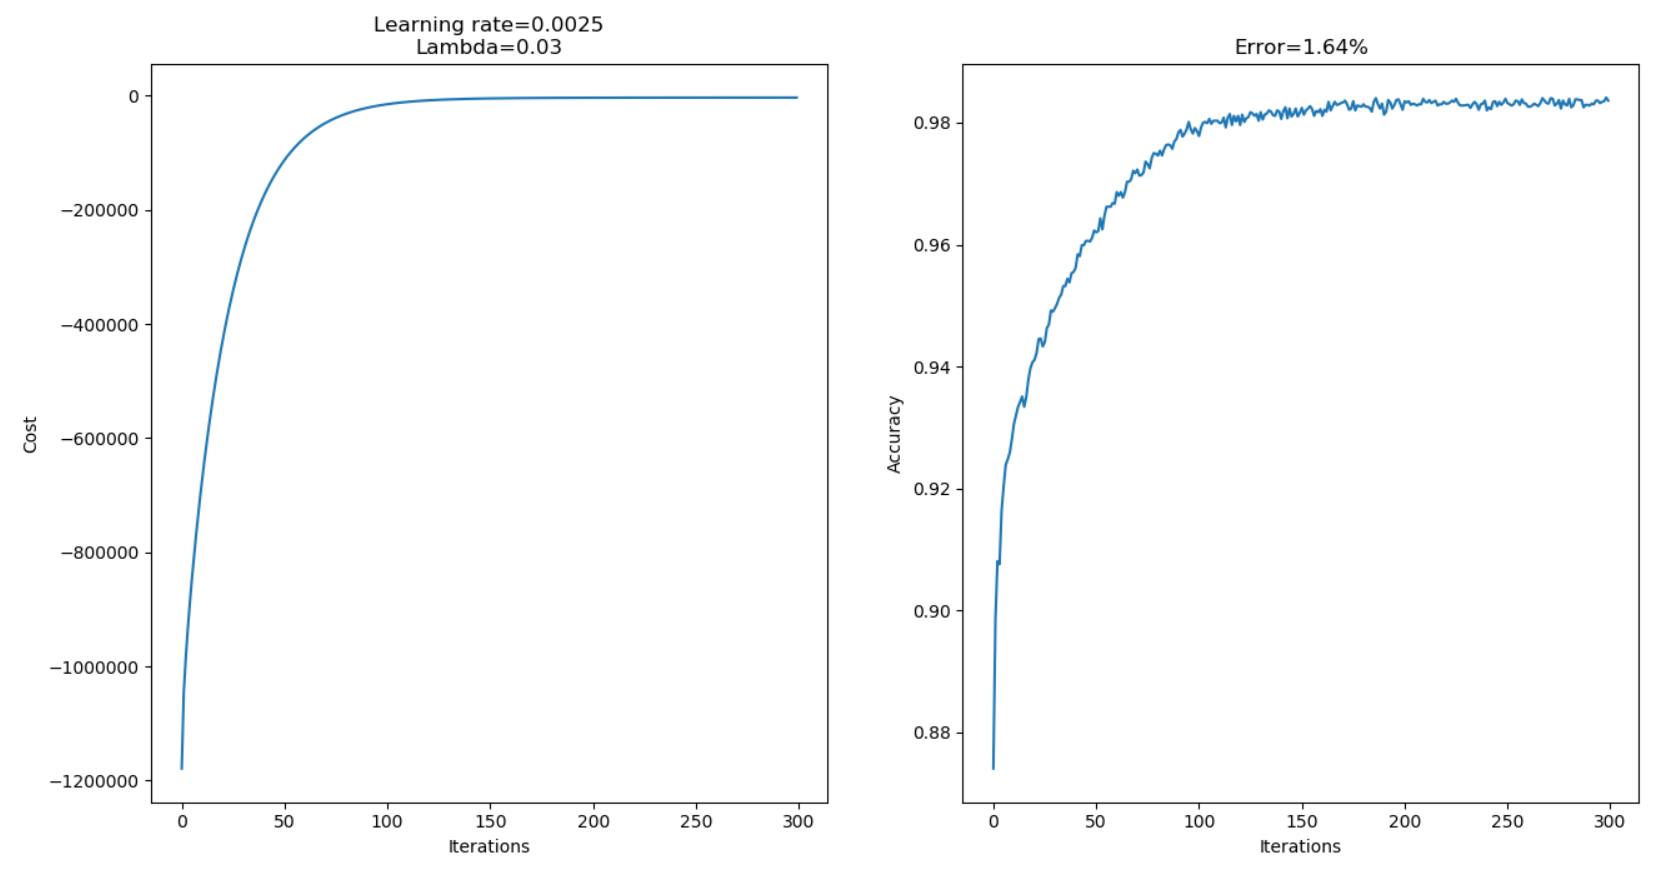 Learning rate=0.0025
Lambda=0.03
0
−200000
−400000
−600000
−800000
−1000000
−1200000
Cost
0 50 100 150 200 250 300
Iterations
Error=1.64%
0.98
0.96
0.94
0.92
0.90
0.88
Accuracy
0 50 100 150 200 250 300
Iterations